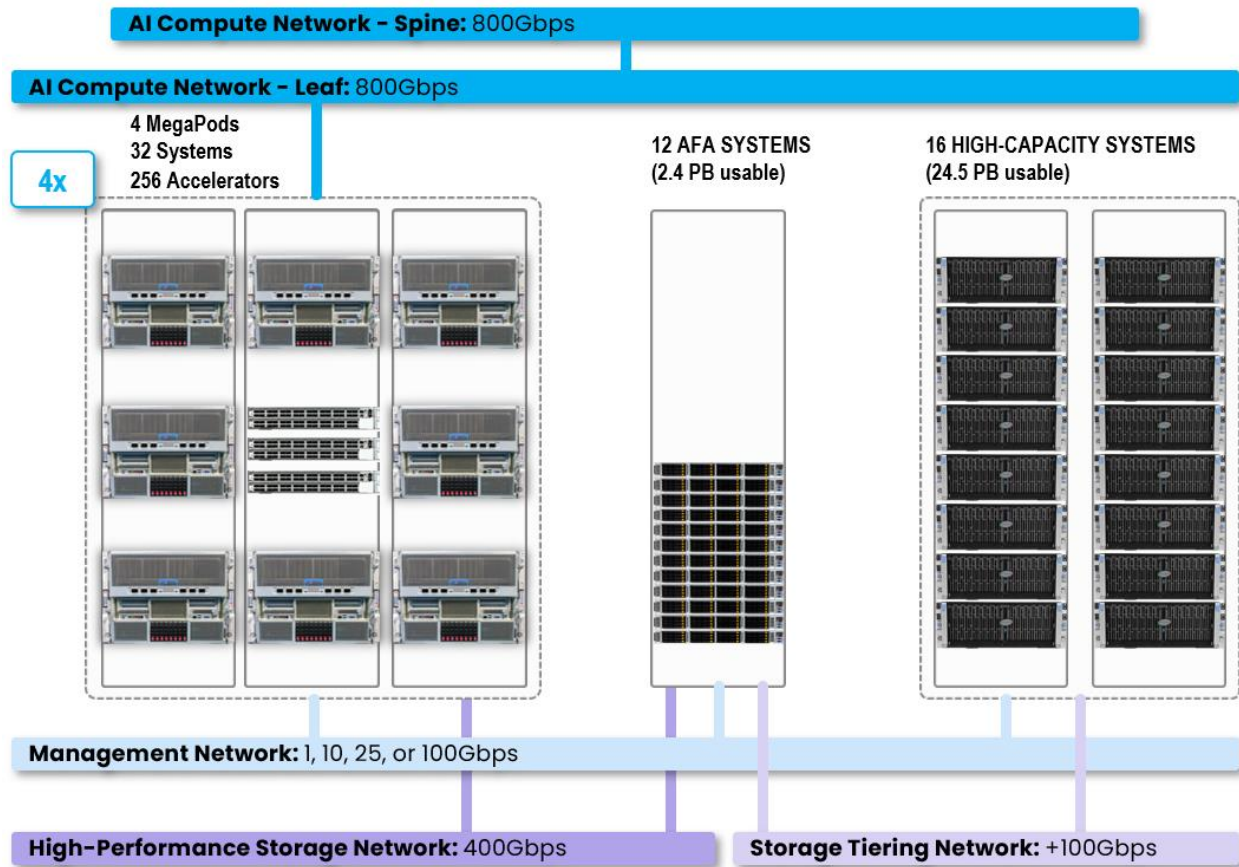 AI Compute Network - Spine: 800Gbps
AI Compute Network - Leaf: 800Gbps
4 MegaPods
32 Systems
256 Accelerators
4x
12 AFA SYSTEMS
(2.4 PB usable)
16 HIGH-CAPACITY SYSTEMS
(24.5 PB usable)
Management Network: 1, 10, 25, or 100Gbps
High-Performance Storage Network: 400Gbps
Storage Tiering Network: +100Gbps